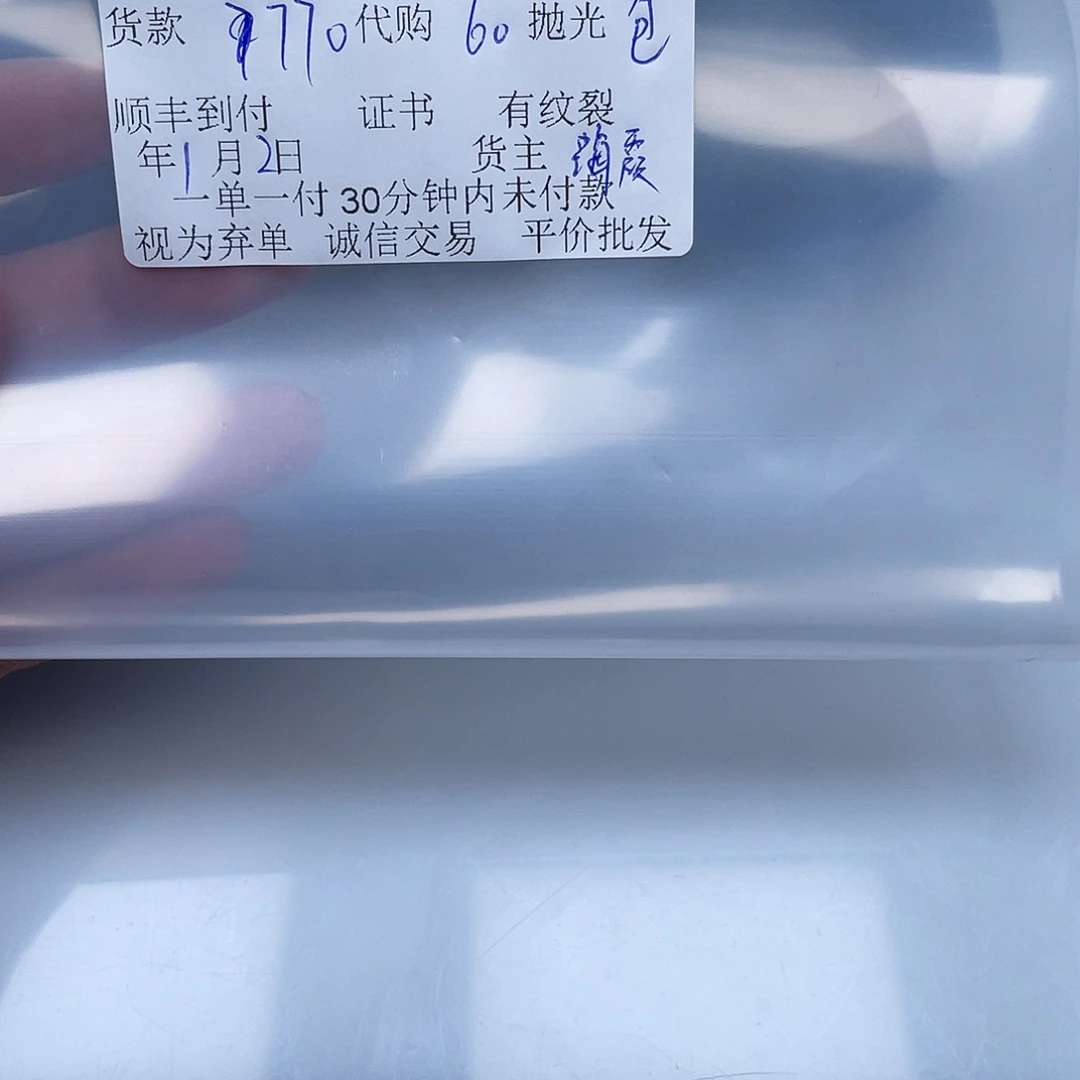 货款 770 代购 60 抛光 包
顺丰到付 证书 有纹裂
年1月2日 货主
一单一付 30分钟内未付款
视为弃单 诚信交易 平价批发